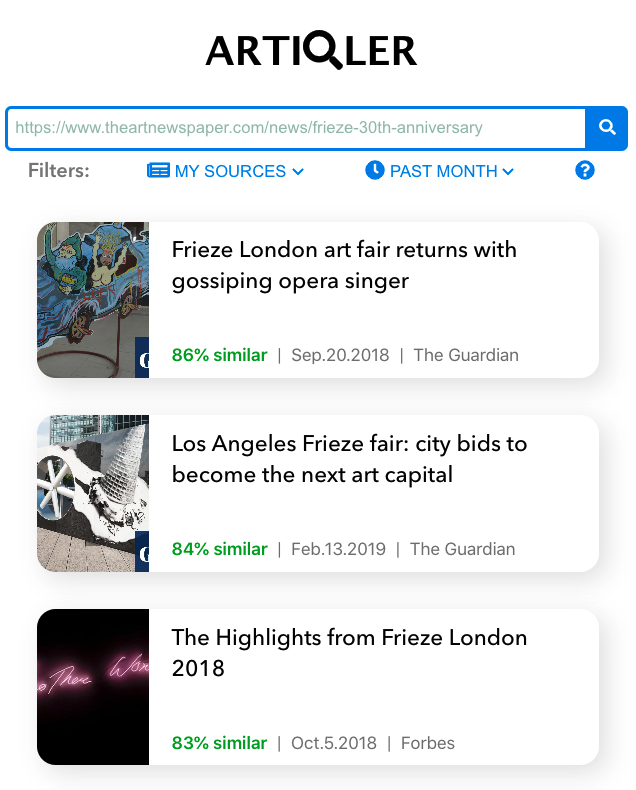 ARTIQLER
https://www.theartnewspaper.com/news/frieze-30th-anniversary
Filters: MY SOURCES PAST MONTH ?
Frieze London art fair returns with
gossiping opera singer
G
86% similar | Sep.20.2018 | The Guardian
Los Angeles Frieze fair: city bids to
become the next art capital
G
84% similar | Feb.13.2019 | The Guardian
The Highlights from Frieze London
2018
83% similar | Oct.5.2018 | Forbes